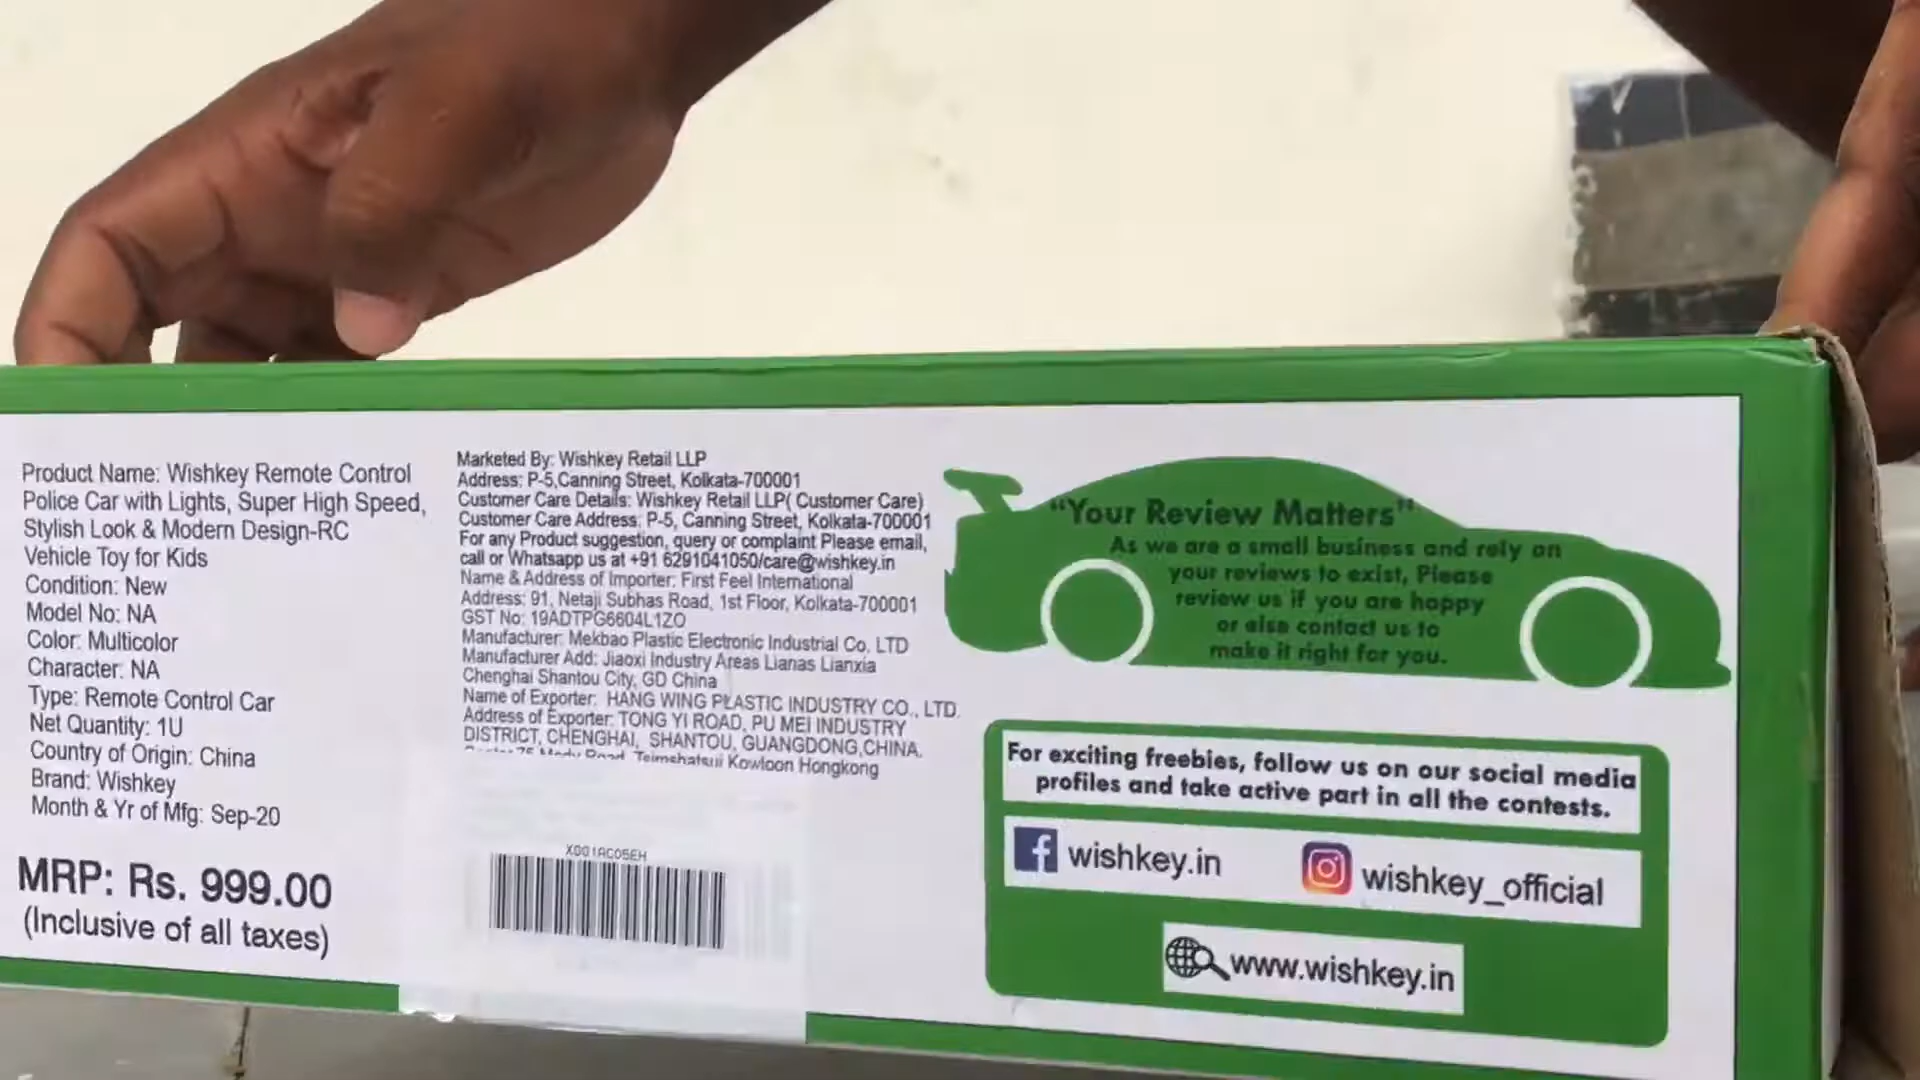 Product Name: Wishkey Remote Control
Police Car with Lights, Super High Speed,
Stylish Look & Modern Design-RC
Vehicle Toy for Kids
Condition: New
Model No: NA
Color: Multicolor
Character: NA
Type: Remote Control Car
Net Quantity: 1U
Country of Origin: China
Brand: Wishkey
Month & Yr of Mfg: Sep-20
MRP: Rs. 999.00
(Inclusive of all taxes)
Marketed By: Wishkey Retail LLP
Address: P-5,Canning Street, Kolkata-700001
Customer Care Details: Wishkey Retail LLP( Customer Care)
Customer Care Address: P-5, Canning Street, Kolkata-700001
For any Product suggestion, query or complaint Please email,
call or Whatsapp us at +91 6291041050/care@wishkey.in
Name & Address of Importer: First Feel International
Address: 91, Netaji Subhas Road, 1st Floor, Kolkata-700001
GST No: 19ADTPG6604L1ZO
Manufacturer: Mekbao Plastic Electronic Industrial Co. LTD
Manufacturer Add: Jiaoxi Industry Areas Lianas Lianxia
Chenghai Shantou City, GD China
Name of Exporter: HANG WING PLASTIC INDUSTRY CO., LTD.
Address of Exporter: TONG YI ROAD, PU MEI INDUSTRY
DISTRICT, CHENGHAI, SHANTOU, GUANGDONG,CHINA.
Road, Tsimshatsui Kowloon Hongkong
X001AC05EH
"Your Review Matters"
As we are a small business and rely on
your reviews to exist, Please
review us if you are happy
or else contact us to
make it right for you.
For exciting freebies, follow us on our social media
profiles and take active part in all the contests.
wishkey.in
wishkey_official
www.wishkey.in